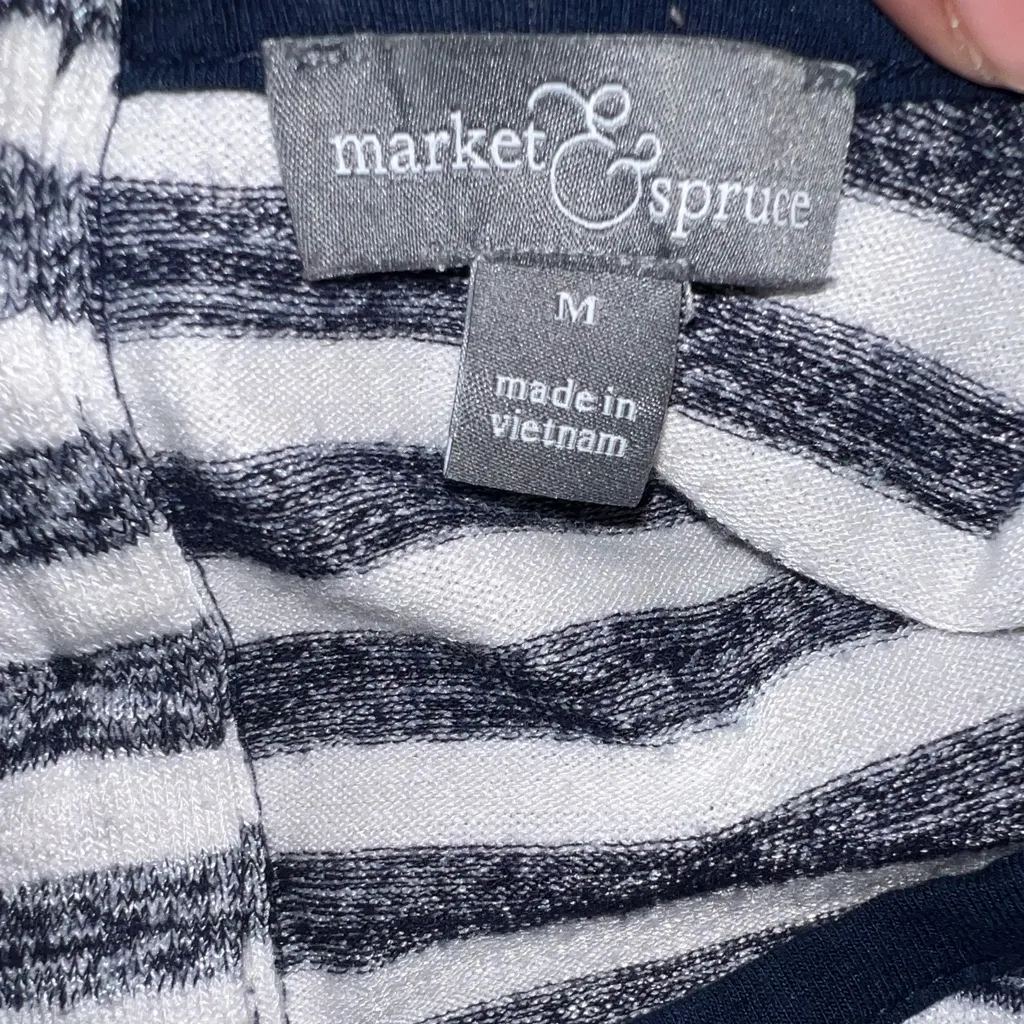 market & spruce
M
made in
vietnam